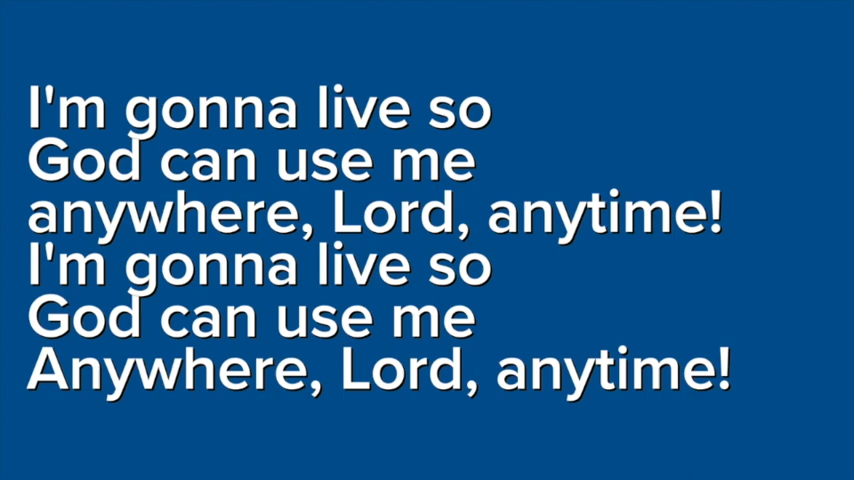 I'm gonna live so
God can use me
anywhere, Lord, anytime!
I'm gonna live so
God can use me
Anywhere, Lord, anytime!